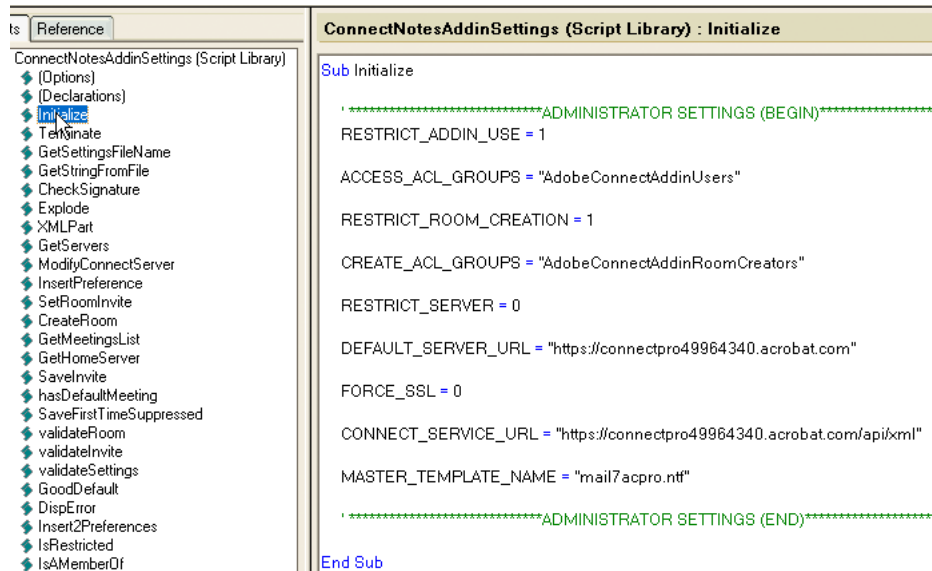 ts
Reference
ConnectNotesAddinSettings (Script Library)
(Options)
(Declarations)
Initialize
Terminate
GetSettingsFileName
GetStringFromFile
CheckSignature
Explode
XMLPart
GetServers
ModifyConnectServer
InsertPreference
SetRoomInvite
CreateRoom
GetMeetingsList
GetHomeServer
SaveInvite
hasDefaultMeeting
SaveFirstTimeSuppressed
validateRoom
validateInvite
validateSettings
GoodDefault
DispError
Insert2Preferences
IsRestricted
IsAMemberOf
ConnectNotesAddinSettings (Script Library) : Initialize
Sub Initialize
' *****************************ADMINISTRATOR SETTINGS (BEGIN)*****************
RESTRICT_ADDIN_USE = 1
ACCESS_ACL_GROUPS = "AdobeConnectAddinUsers"
RESTRICT_ROOM_CREATION = 1
CREATE_ACL_GROUPS = "AdobeConnectAddinRoomCreators"
RESTRICT_SERVER = 0
DEFAULT_SERVER_URL = "https://connectpro49964340.acrobat.com"
FORCE_SSL = 0
CONNECT_SERVICE_URL = "https://connectpro49964340.acrobat.com/api/xml"
MASTER_TEMPLATE_NAME = "mail7acpro.ntf"
' *****************************ADMINISTRATOR SETTINGS (END)*******************
End Sub